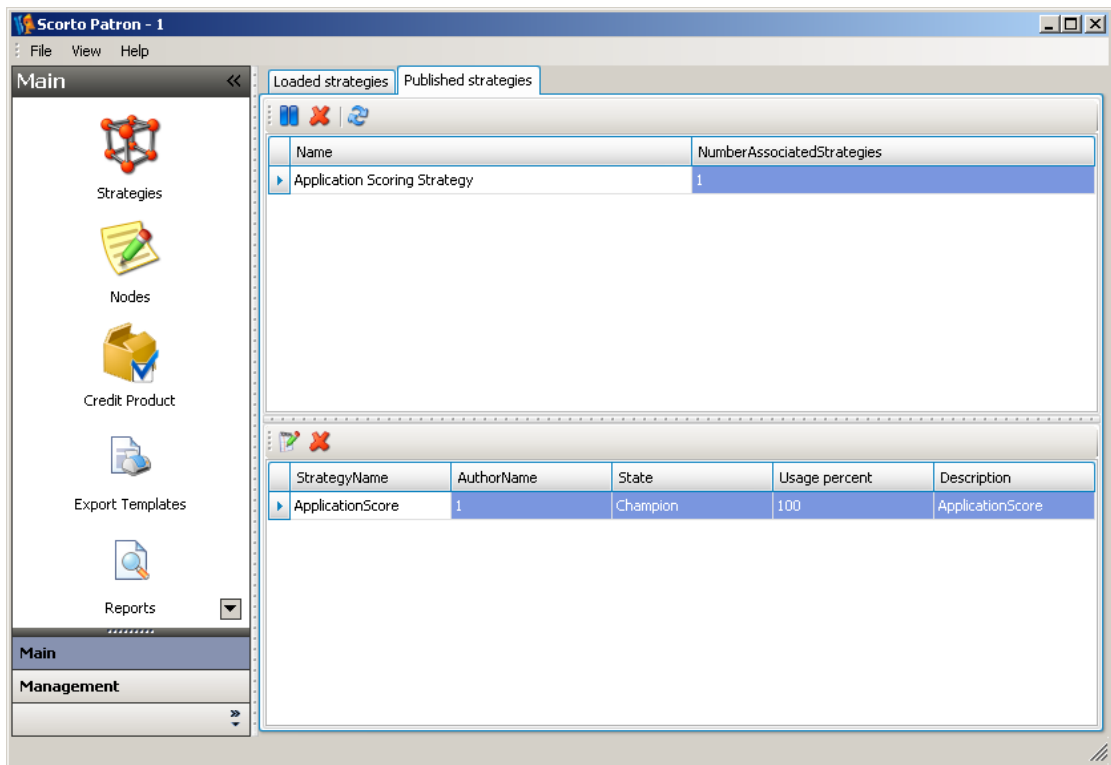 Scorto Patron - 1
File View Help
Main
Strategies
Nodes
Credit Product
Export Templates
Reports
Main
Management
Loaded strategies Published strategies
Name NumberAssociatedStrategies
Application Scoring Strategy 1
StrategyName AuthorName State Usage percent Description
ApplicationScore 1 Champion 100 ApplicationScore